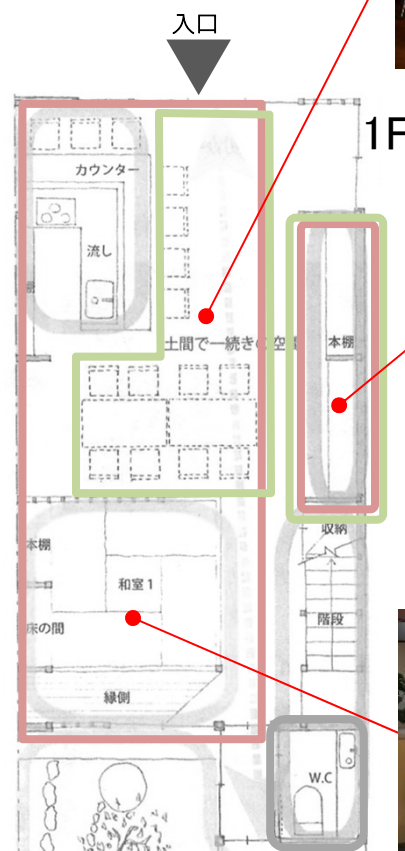 入口
1F
カウンター
流し
土間で一続きの空
本棚
収納
本棚
和室1
階段
床の間
縁側
W.C